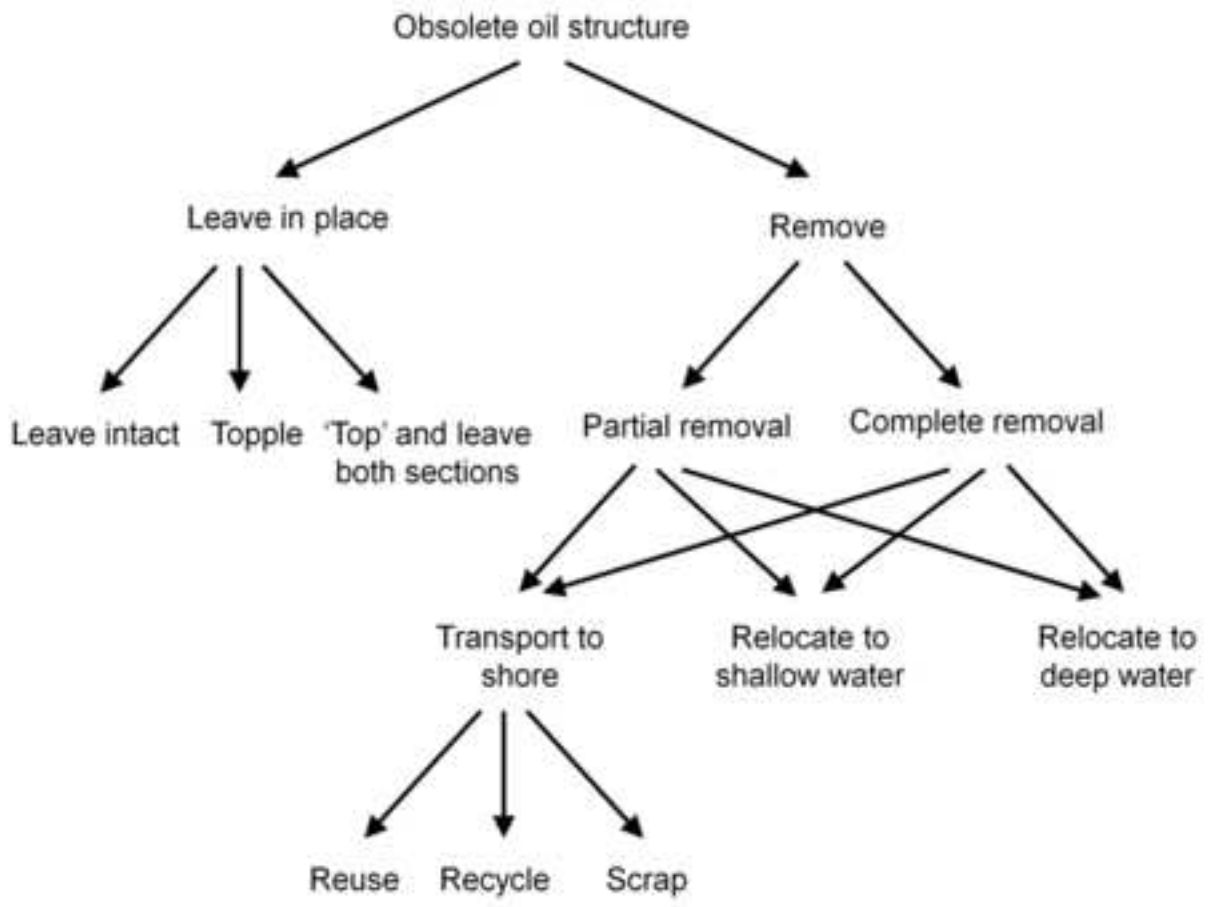 Obsolete oil structure
Leave in place
Remove
Leave intact
Topple
‘Top’ and leave
both sections
Partial removal
Complete removal
Transport to
shore
Relocate to
shallow water
Relocate to
deep water
Reuse
Recycle
Scrap